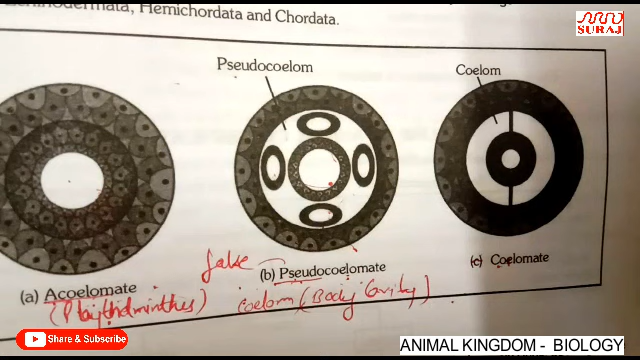 Echinodermata, Hemichordata and Chordata.
SURAJ
Pseudocoelom
Coelom
(a) Acoelomate
false
(b) Pseudocoelomate
(c) Coelomate
coelom (Body Cavity)
Share & Subscribe
ANIMAL KINGDOM - BIOLOGY